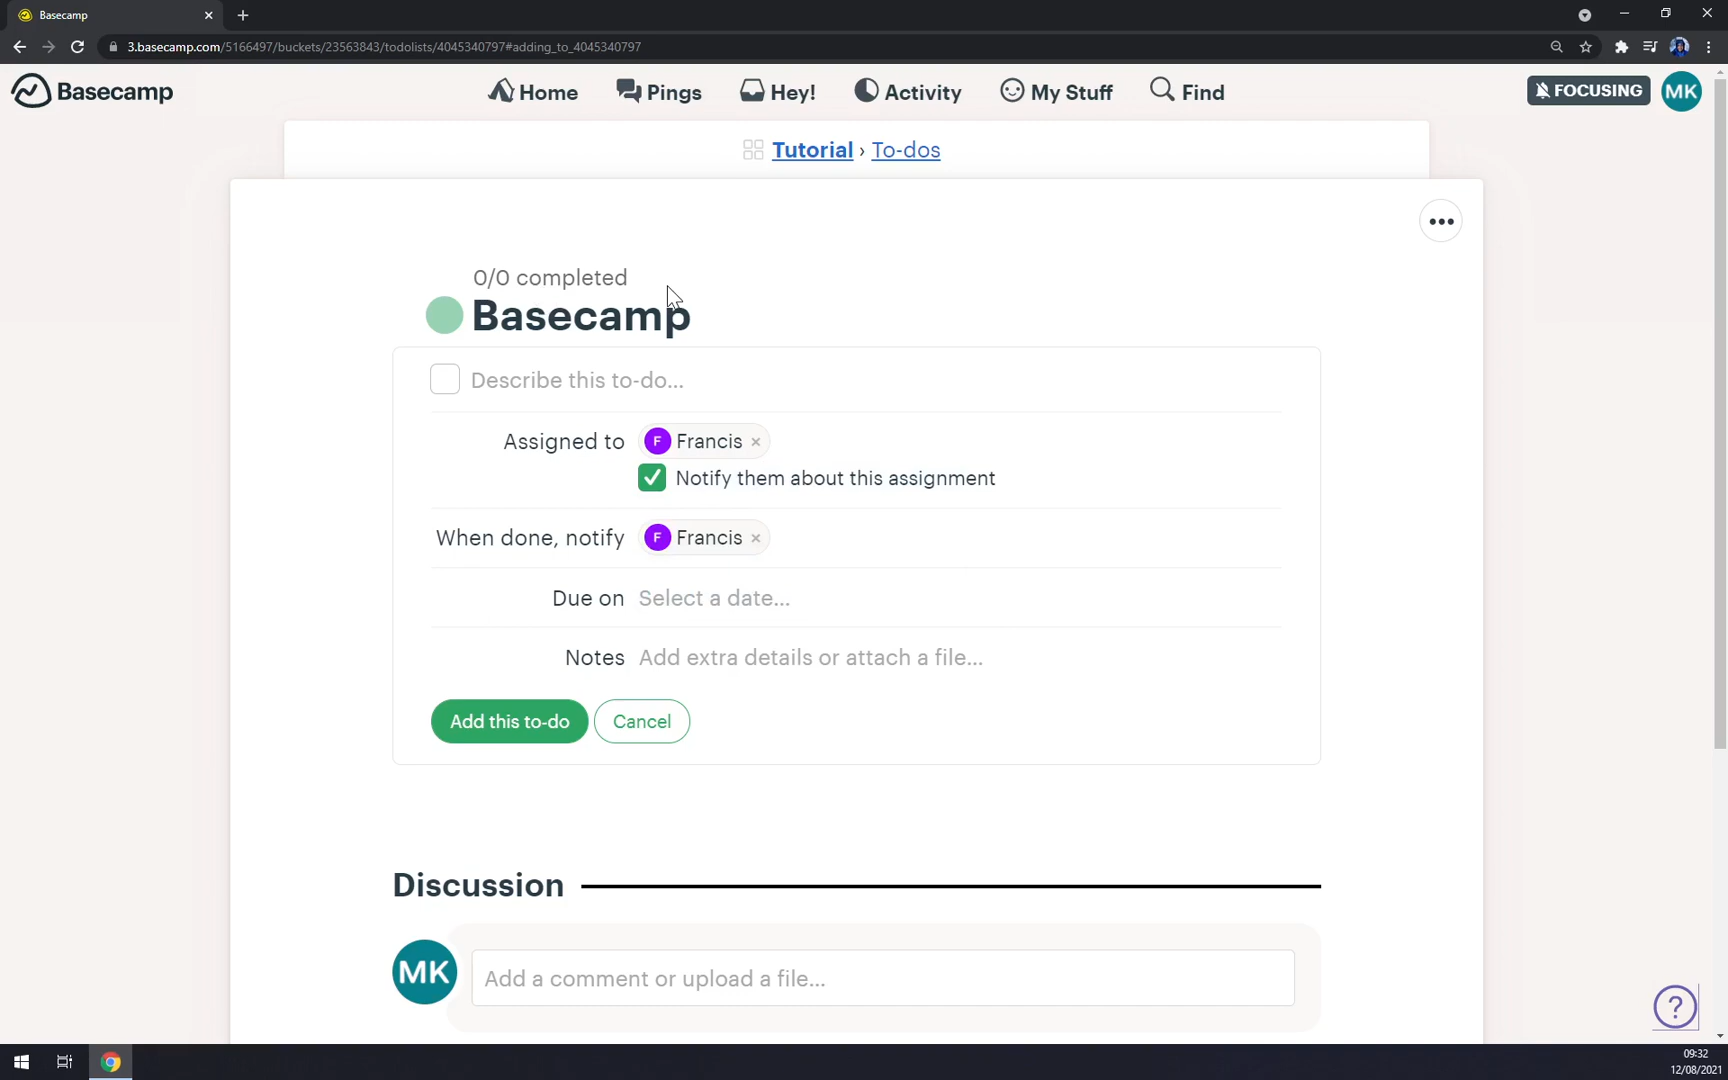 Basecamp
3.basecamp.com/5166497/buckets/23563843/todolists/4045340797#adding_to_4045340797
Basecamp
Home
Pings
Hey!
Activity
My Stuff
Find
FOCUSING
MK
Tutorial › To-dos
0/0 completed
Basecamp
Describe this to-do...
Assigned to F Francis ×
Notify them about this assignment
When done, notify F Francis ×
Due on Select a date...
Notes Add extra details or attach a file...
Add this to-do
Cancel
Discussion
MK
Add a comment or upload a file...
?
09:32
12/08/2021